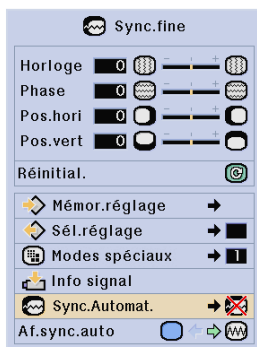 Sync.fine
Horloge 0
Phase 0
Pos.hori 0
Pos.vert 0
Réinitial.
Mémor.réglage
Sél.réglage
Modes spéciaux 1
Info signal
Sync.Automat.
Af.sync.auto